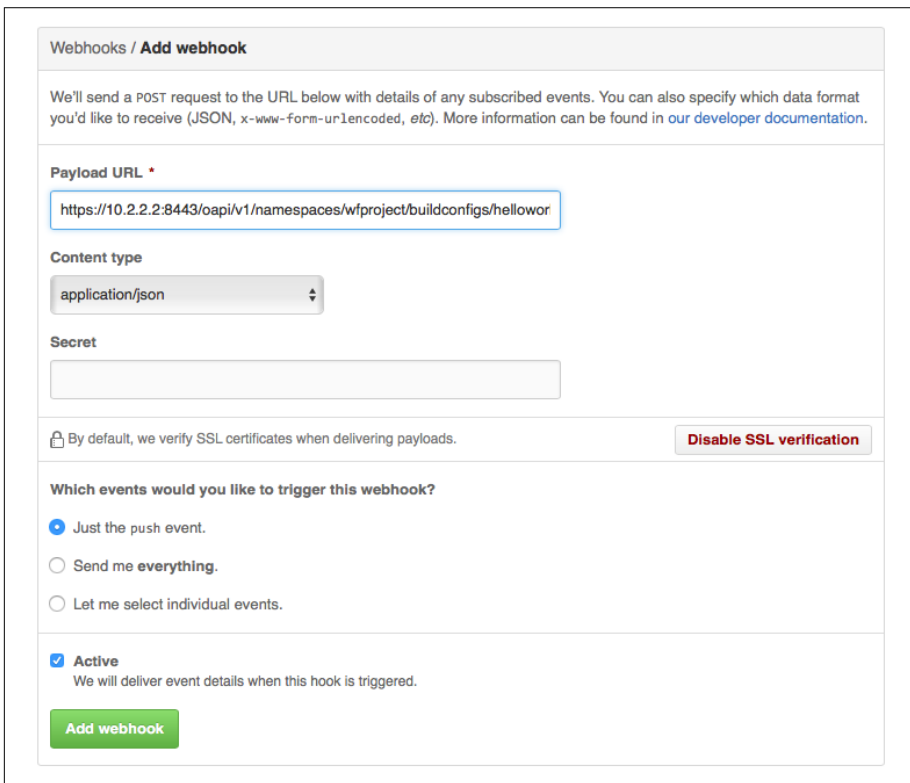 Webhooks / Add webhook
We'll send a POST request to the URL below with details of any subscribed events. You can also specify which data format
you'd like to receive (JSON, x-www-form-urlencoded, etc). More information can be found in our developer documentation.
Payload URL *
https://10.2.2.2:8443/oapi/v1/namespaces/wfproject/buildconfigs/hellowor
Content type
application/json
Secret
By default, we verify SSL certificates when delivering payloads.
Disable SSL verification
Which events would you like to trigger this webhook?
Just the push event.
Send me everything.
Let me select individual events.
Active
We will deliver event details when this hook is triggered.
Add webhook